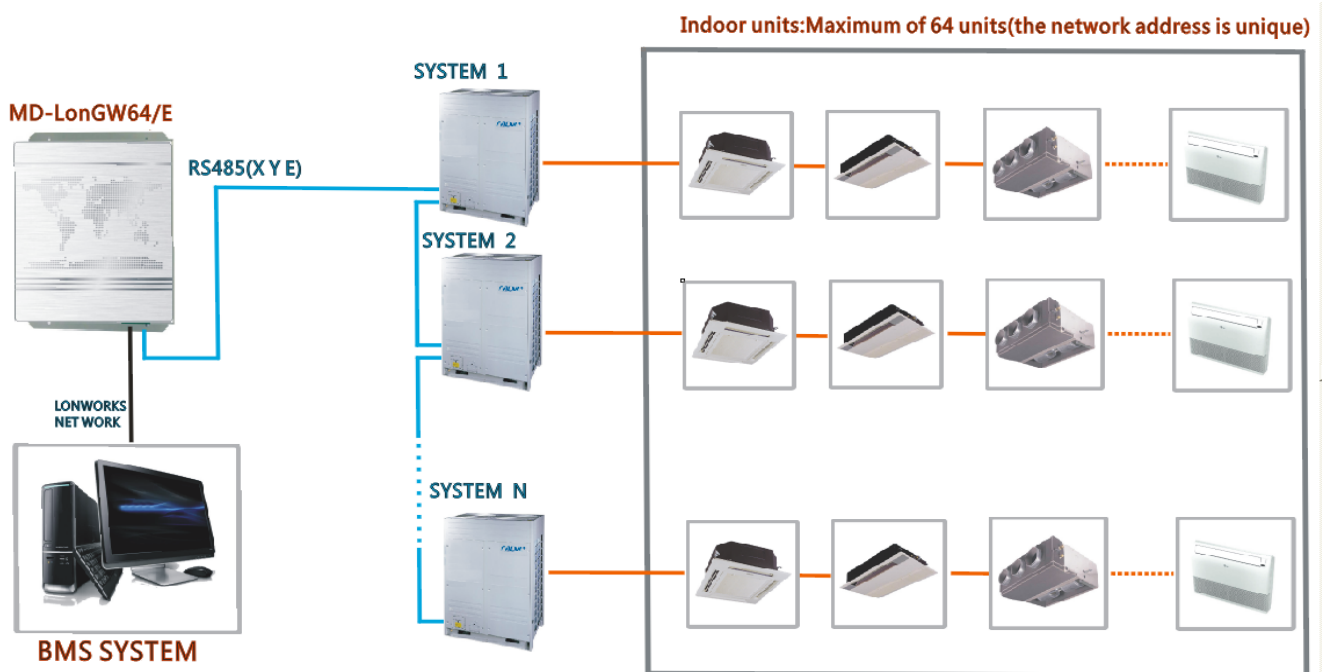 Indoor units:Maximum of 64 units(the network address is unique)
SYSTEM 1
MD-LonGW64/E
RS485(X Y E)
SYSTEM 2
LONWORKS
NET WORK
SYSTEM N
BMS SYSTEM